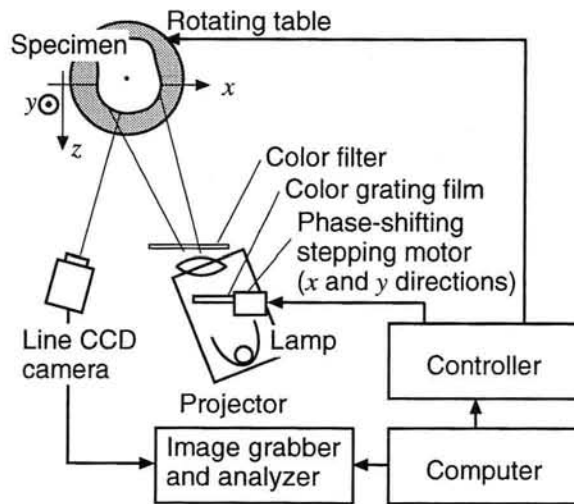 Rotating table
Specimen
x
y
z
Color filter
Color grating film
Phase-shifting
stepping motor
(x and y directions)
Line CCD
camera
Lamp
Projector
Controller
Image grabber
and analyzer
Computer